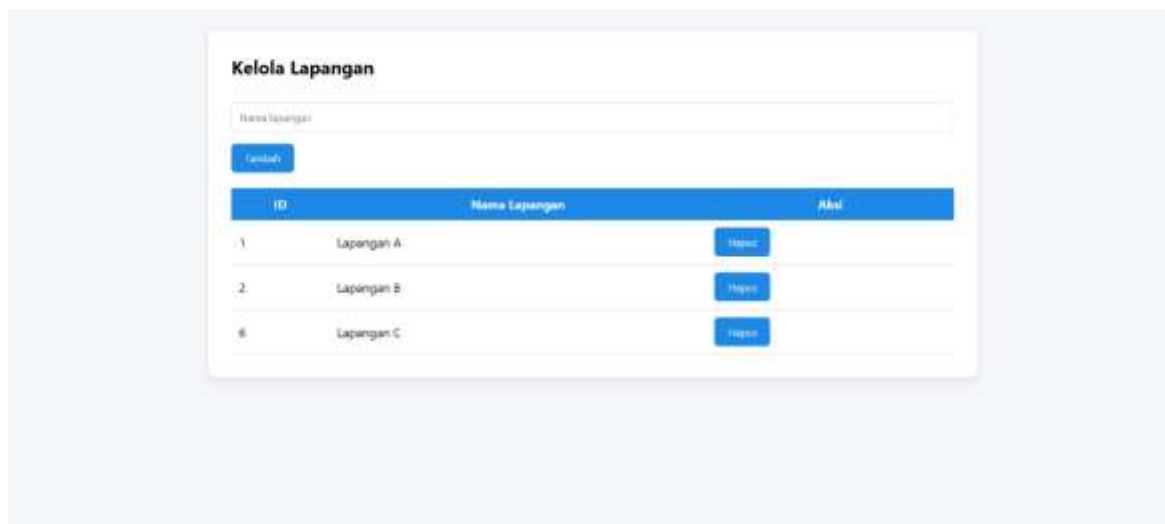 Kelola Lapangan
Nama lapangan
Tambah
ID Nama Lapangan Aksi
1 Lapangan A Hapus
2 Lapangan B Hapus
6 Lapangan C Hapus